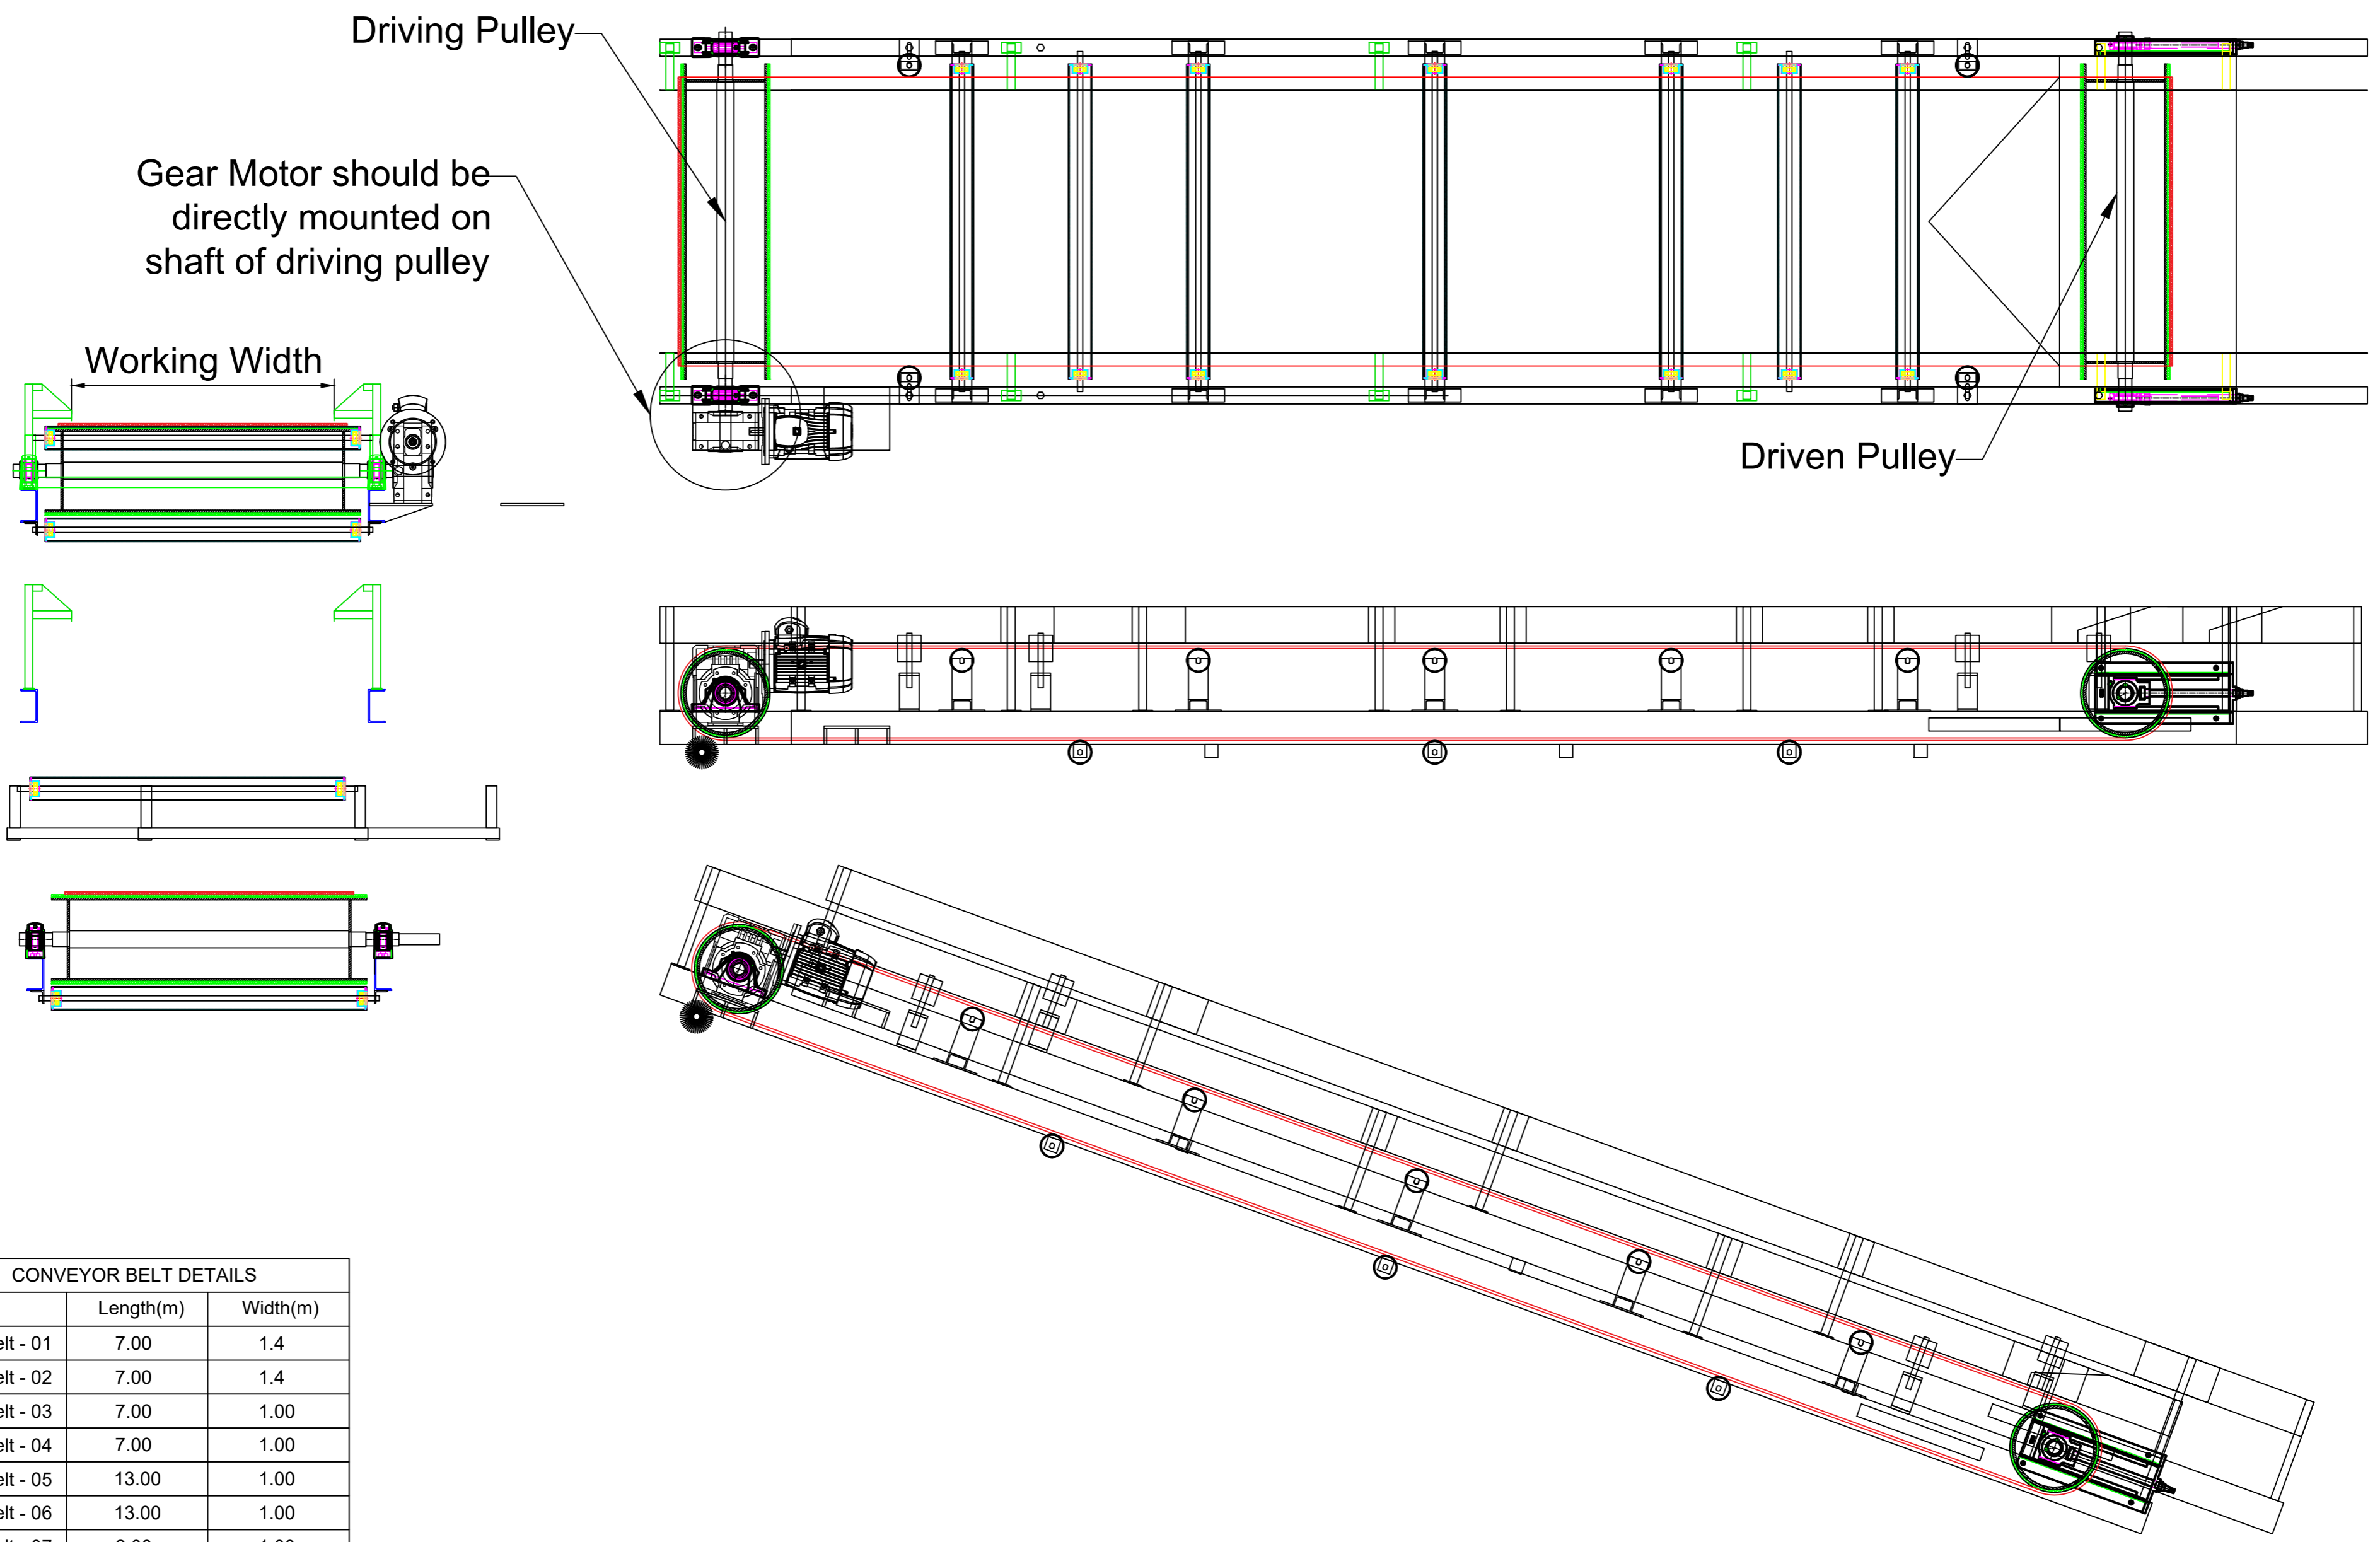 Driving Pulley
Gear Motor should be
directly mounted on
shaft of driving pulley
Working Width
Driven Pulley
CONVEYOR BELT DETAILS
Length(m) Width(m)
elt - 01 7.00 1.4
elt - 02 7.00 1.4
elt - 03 7.00 1.00
elt - 04 7.00 1.00
elt - 05 13.00 1.00
elt - 06 13.00 1.00